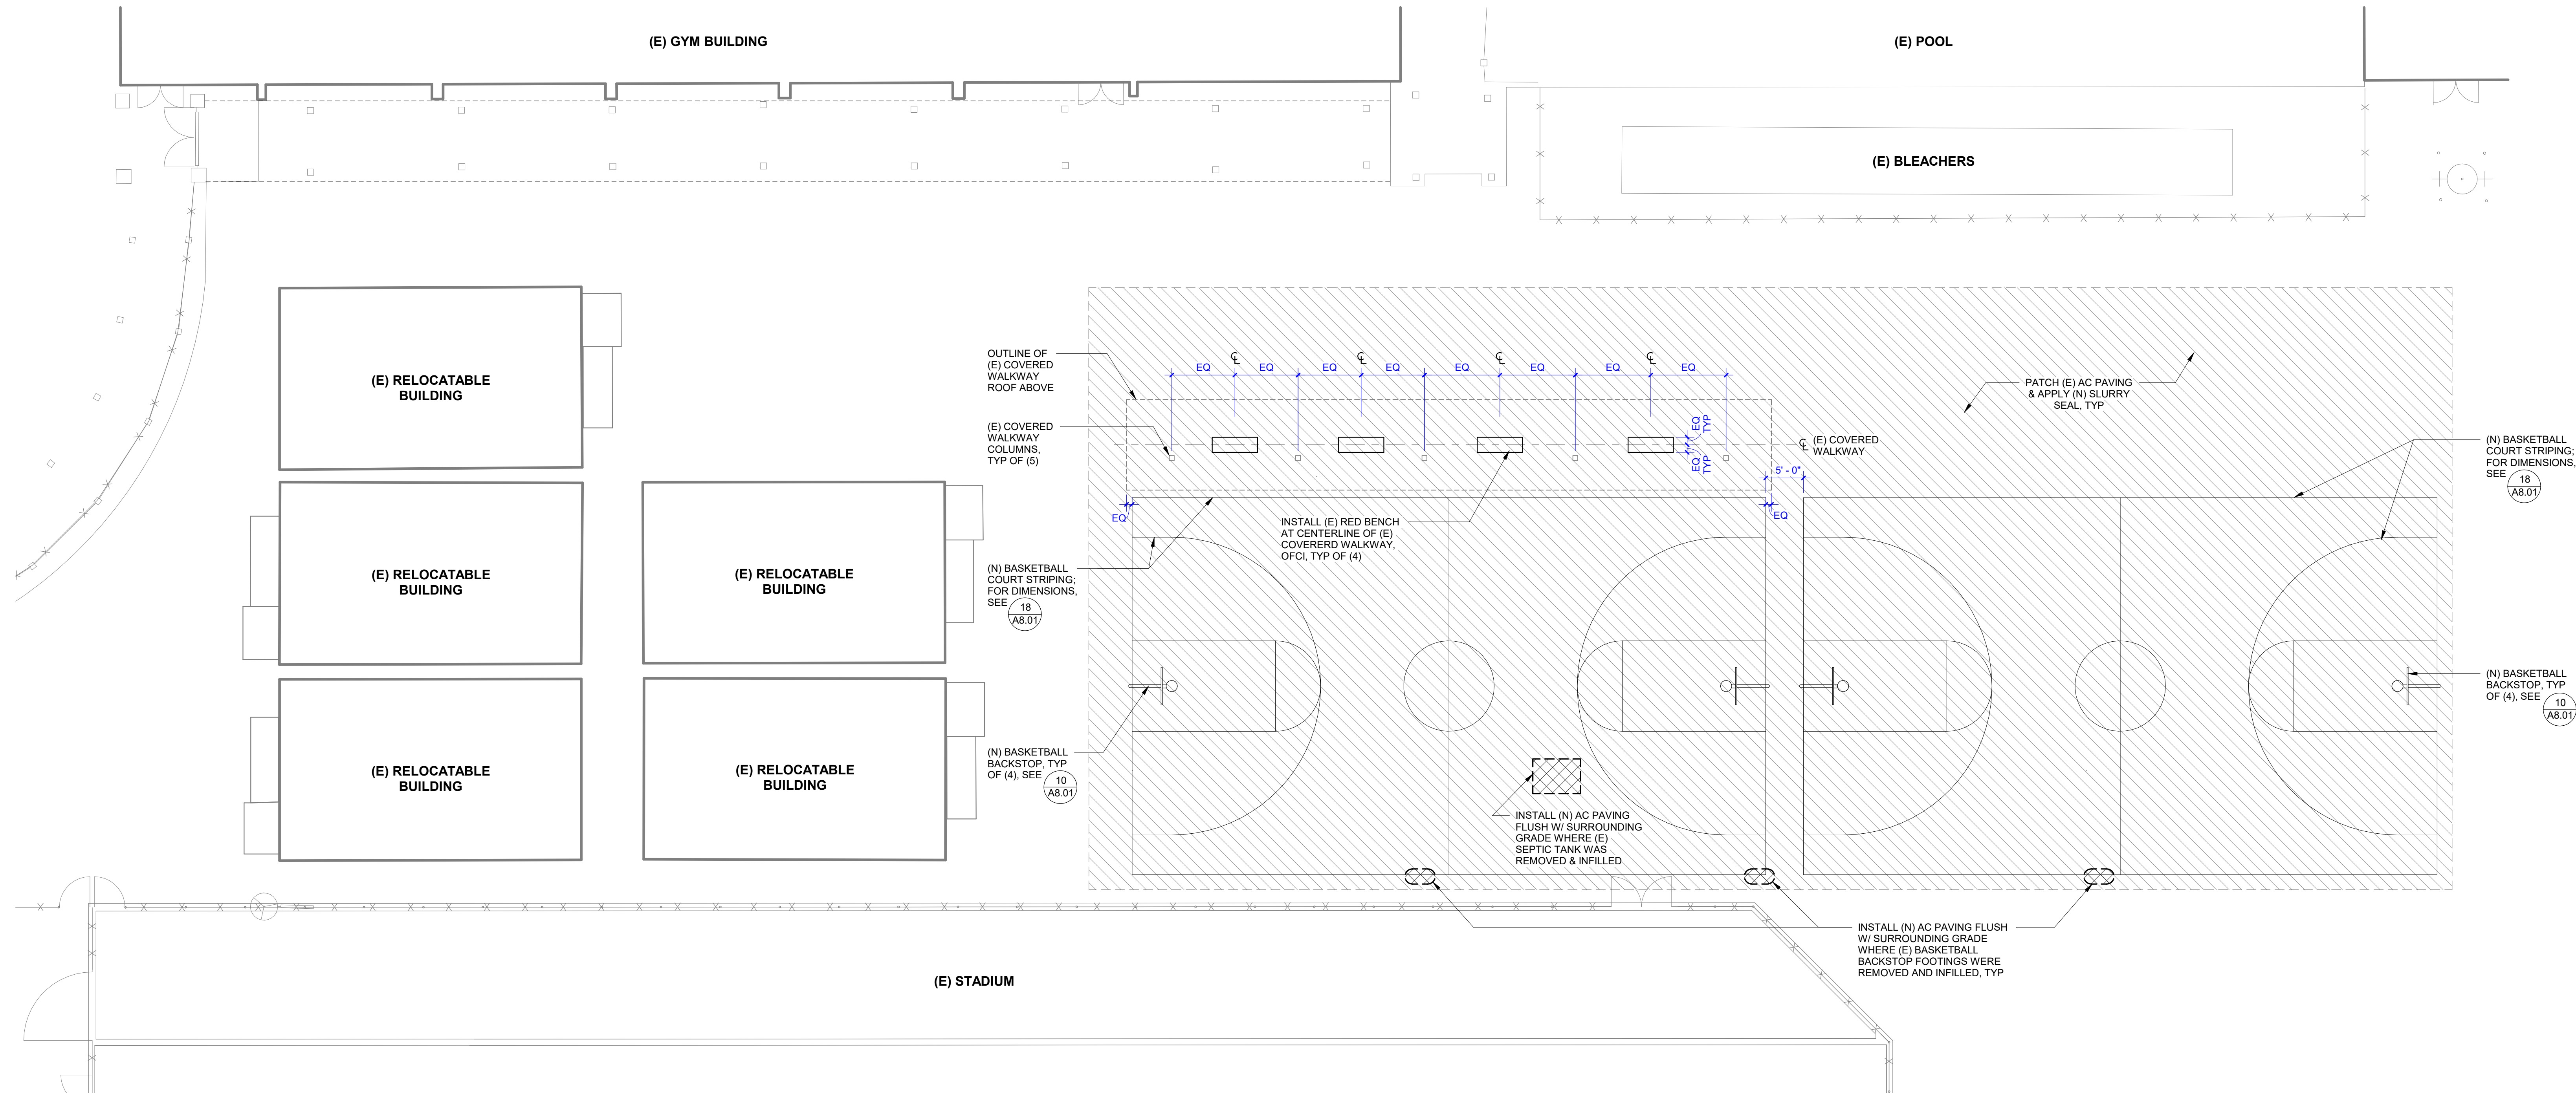 (E) GYM BUILDING
(E) POOL
(E) BLEACHERS
(E) RELOCATABLE
BUILDING
(E) RELOCATABLE
BUILDING
(E) RELOCATABLE
BUILDING
(E) RELOCATABLE
BUILDING
(E) RELOCATABLE
BUILDING
OUTLINE OF
(E) COVERED
WALKWAY
ROOF ABOVE
(E) COVERED
WALKWAY
COLUMNS,
TYP OF (5)
EQ
EQ
EQ
EQ
EQ
EQ
EQ
EQ
EQ
TYP
EQ
TYP
PATCH (E) AC PAVING
& APPLY (N) SLURRY
SEAL, TYP
(E) COVERED
WALKWAY
5' - 0"
EQ
EQ
INSTALL (E) RED BENCH
AT CENTERLINE OF (E)
COVERERD WALKWAY,
OFCI, TYP OF (4)
(N) BASKETBALL
COURT STRIPING;
FOR DIMENSIONS,
SEE
18
A8.01
(N) BASKETBALL
COURT STRIPING;
FOR DIMENSIONS,
SEE
18
A8.01
(N) BASKETBALL
BACKSTOP, TYP
OF (4), SEE
10
A8.01
(N) BASKETBALL
BACKSTOP, TYP
OF (4), SEE
10
A8.01
INSTALL (N) AC PAVING
FLUSH W/ SURROUNDING
GRADE WHERE (E)
SEPTIC TANK WAS
REMOVED & INFILLED
INSTALL (N) AC PAVING FLUSH
W/ SURROUNDING GRADE
WHERE (E) BASKETBALL
BACKSTOP FOOTINGS WERE
REMOVED AND INFILLED, TYP
(E) STADIUM